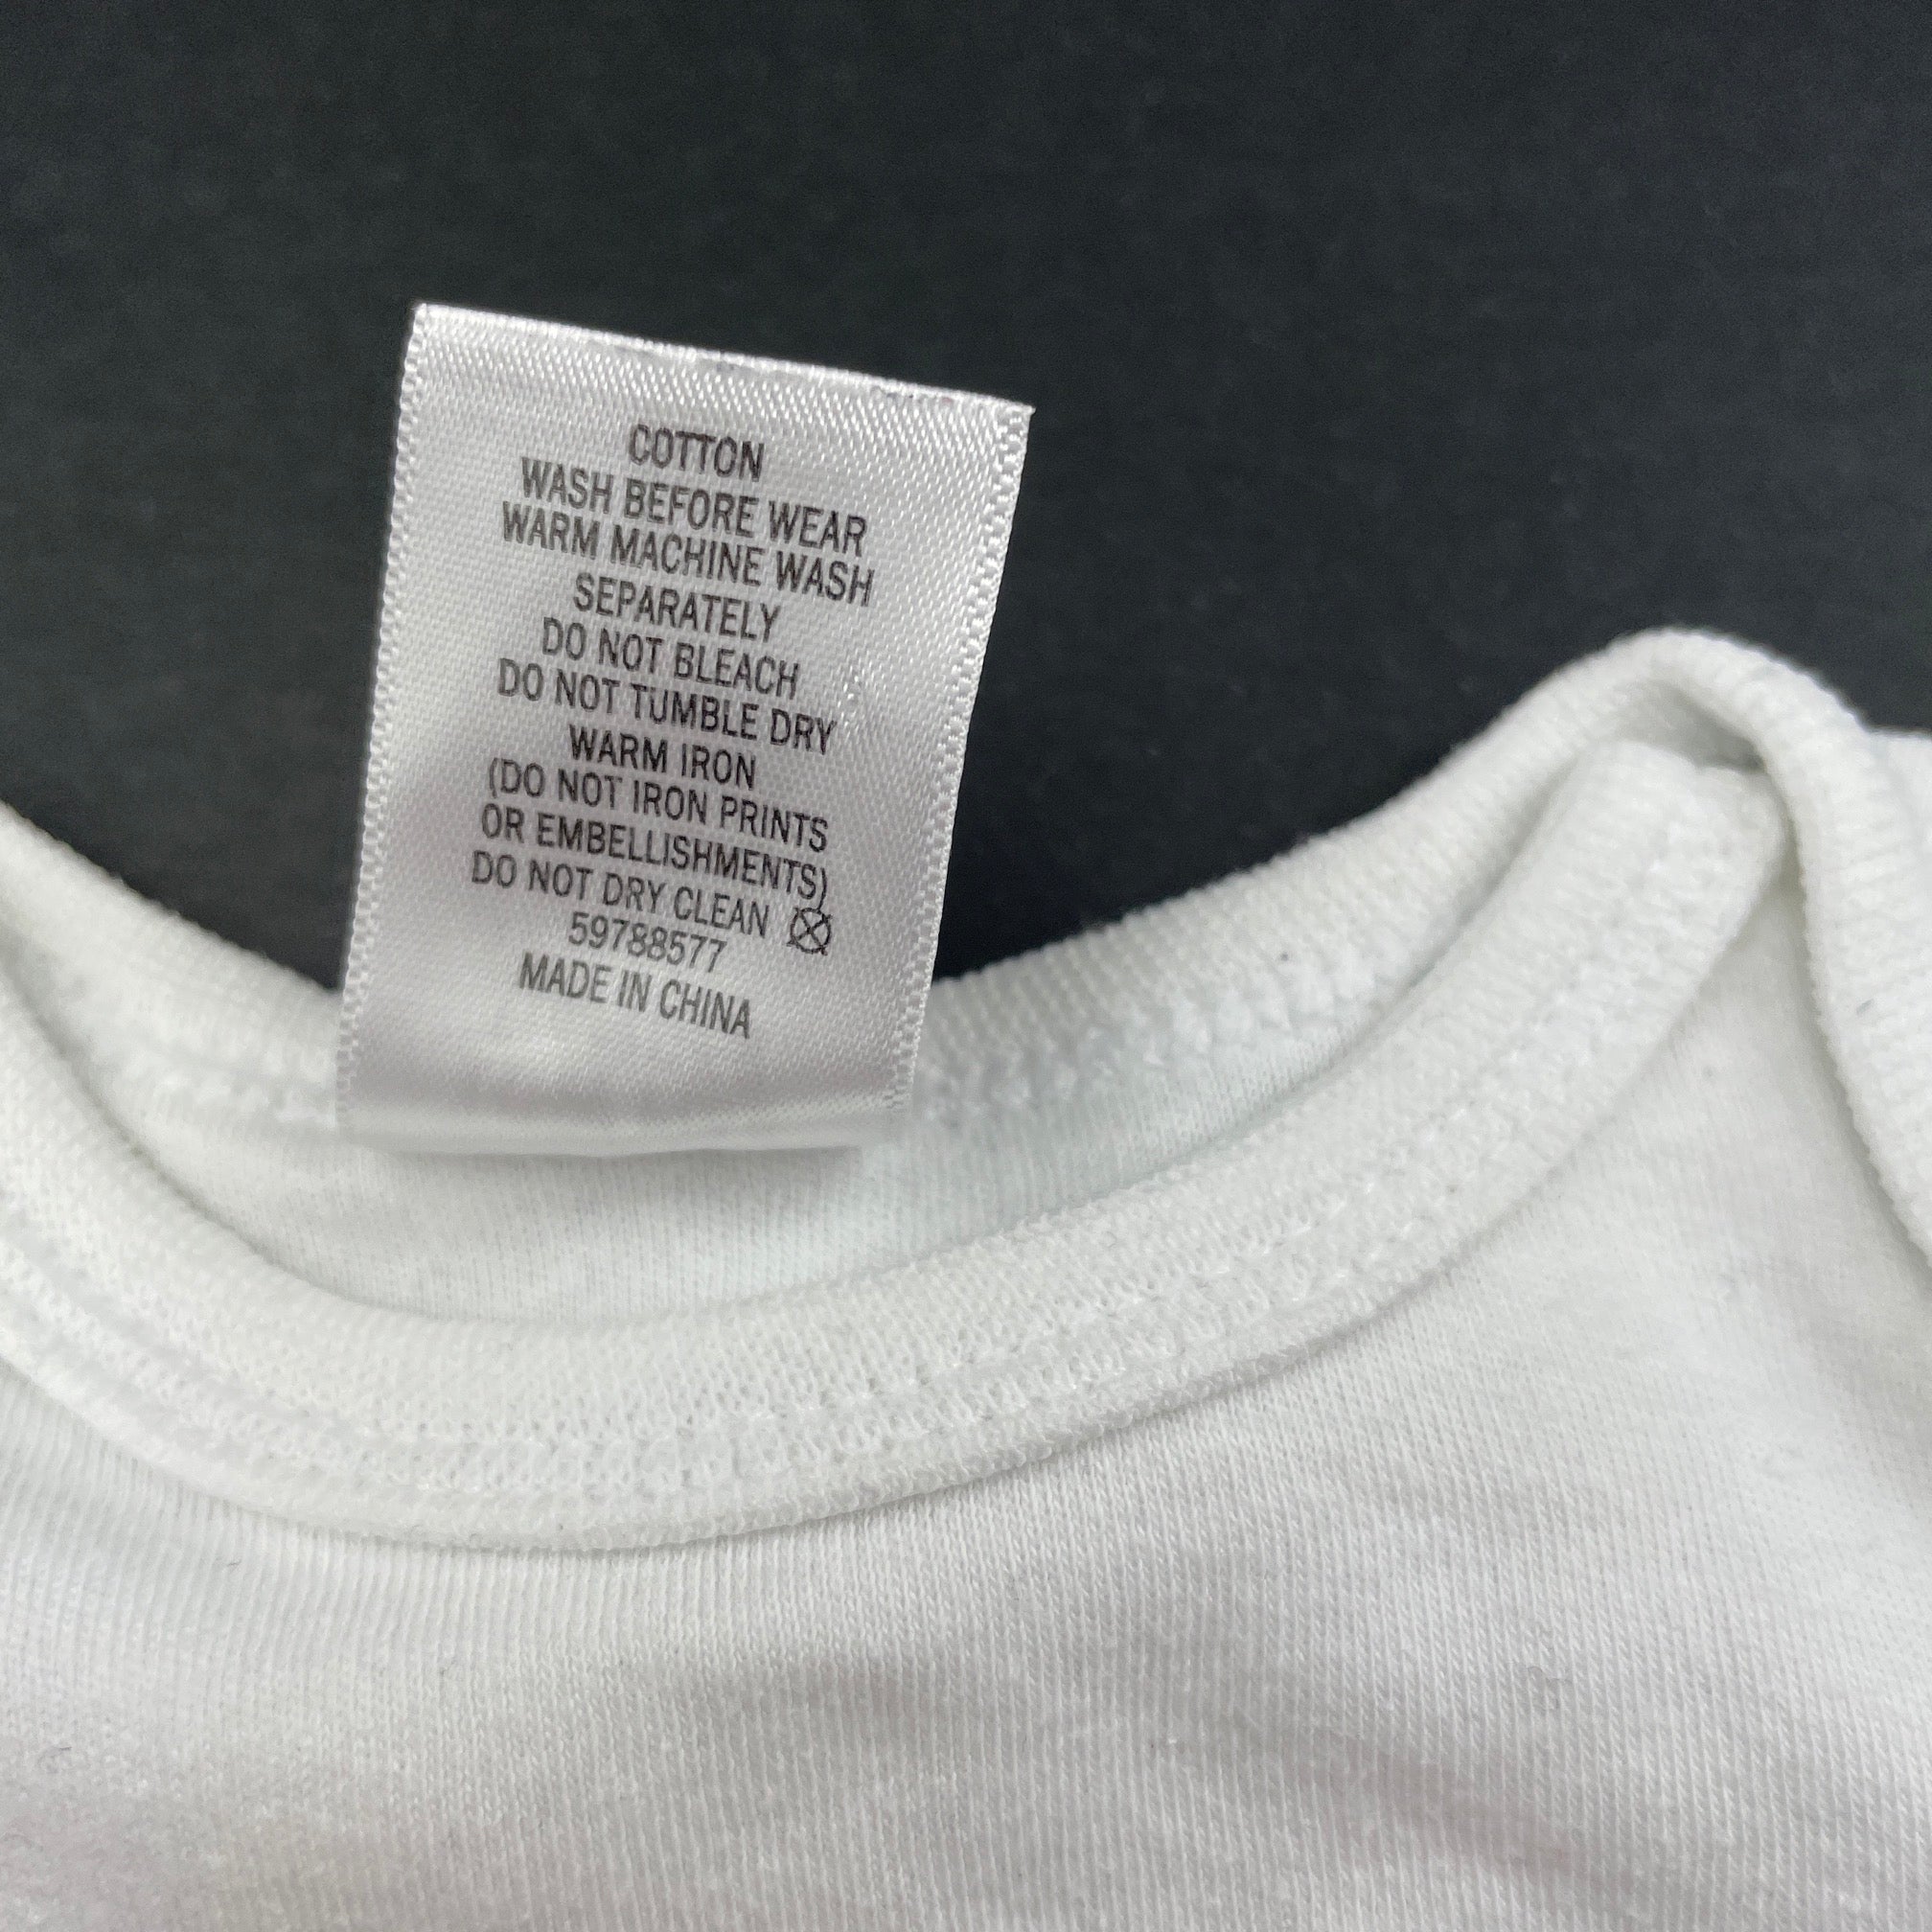 COTTON
WASH BEFORE WEAR
WARM MACHINE WASH
SEPARATELY
DO NOT BLEACH
DO NOT TUMBLE DRY
WARM IRON
(DO NOT IRON PRINTS
OR EMBELLISHMENTS)
DO NOT DRY CLEAN
59788577
MADE IN CHINA